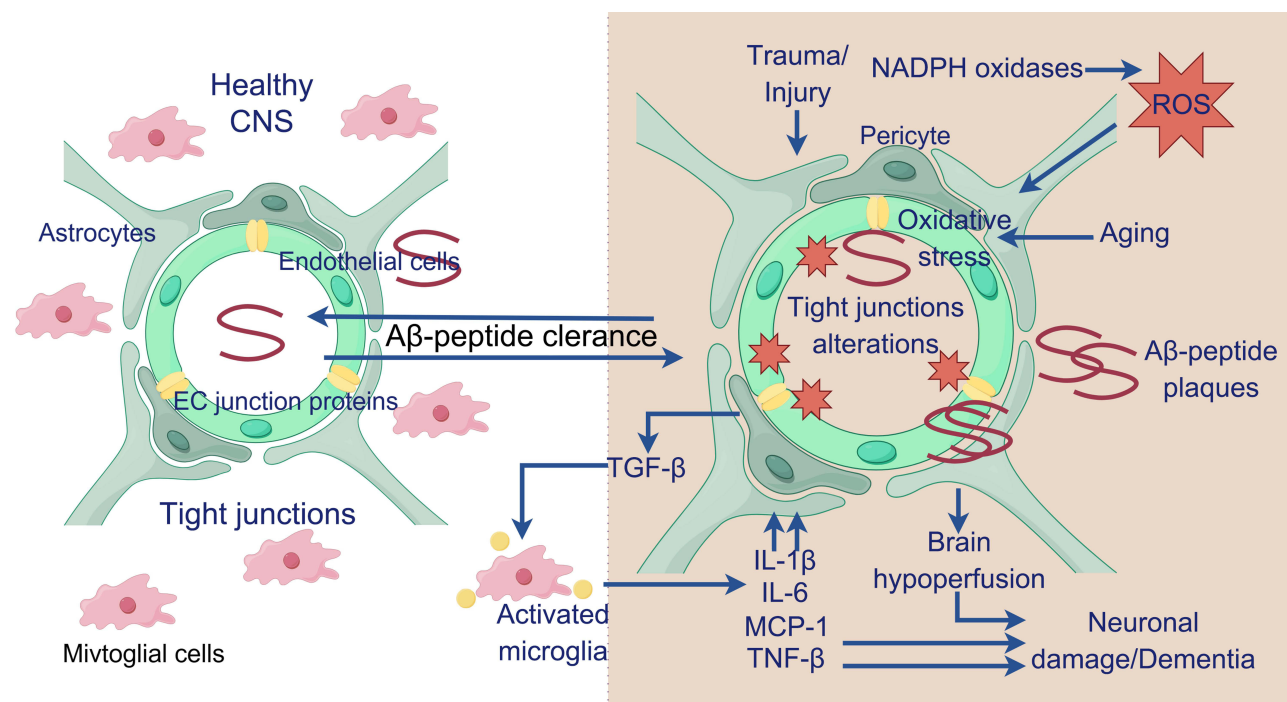 Healthy
CNS
Astrocytes
Endothelial cells
Aβ-peptide clerance
EC junction proteins
Tight junctions
Mivtoglial cells
Activated
microglia
Trauma/
Injury
NADPH oxidases
ROS
Pericyte
Oxidative
stress
Aging
Tight junctions
alterations
Aβ-peptide
plaques
TGF-β
IL-1β
IL-6
MCP-1
TNF-β
Brain
hypoperfusion
Neuronal
damage/Dementia